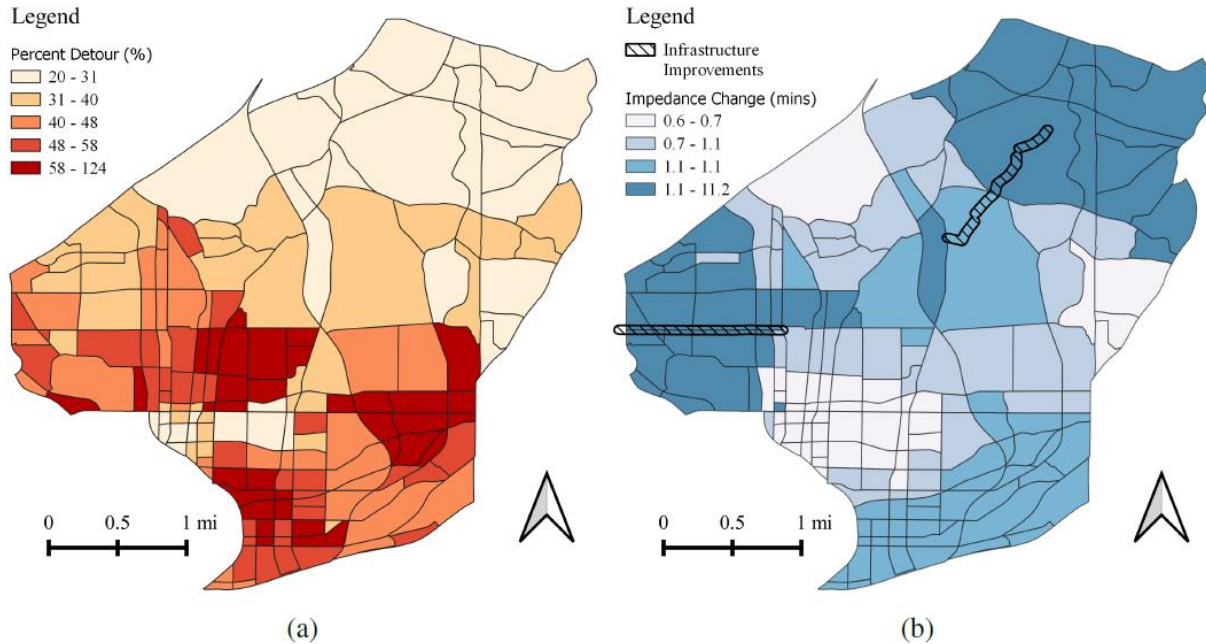 Legend
Percent Detour (%)
20 - 31
31 - 40
40 - 48
48 - 58
58 - 124
0 0.5 1 mi
(a)
Legend
Infrastructure
Improvements
Impedance Change (mins)
0.6 - 0.7
0.7 - 1.1
1.1 - 1.1
1.1 - 11.2
0 0.5 1 mi
(b)